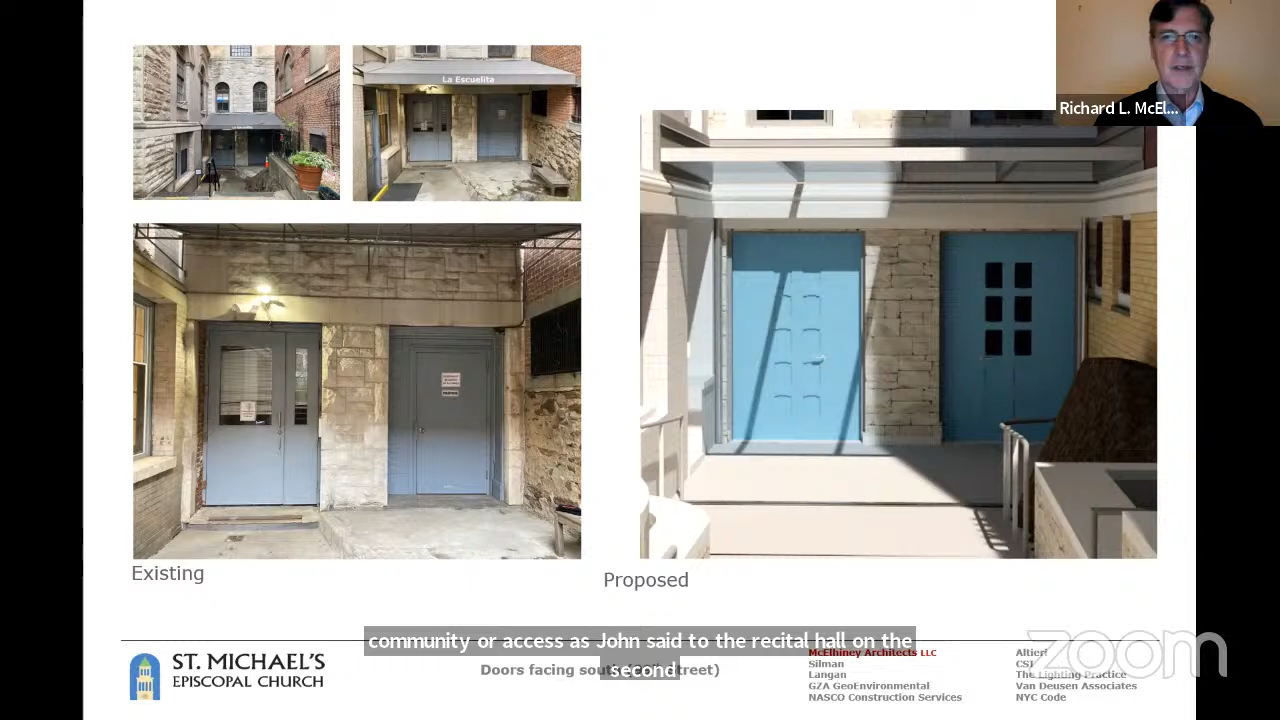 Richard L. McEl...
La Escuelita
Existing
Proposed
community or access as John said to the recital hall on the
second
ST. MICHAEL'S
EPISCOPAL CHURCH
Doors facing sou treet)
McElhiney Architects LLC
Silman
Langan
GZA GeoEnvironmental
NASCO Construction Services
Altieri
CSI
The Lighting Practice
Van Deusen Associates
NYC Code
zoom